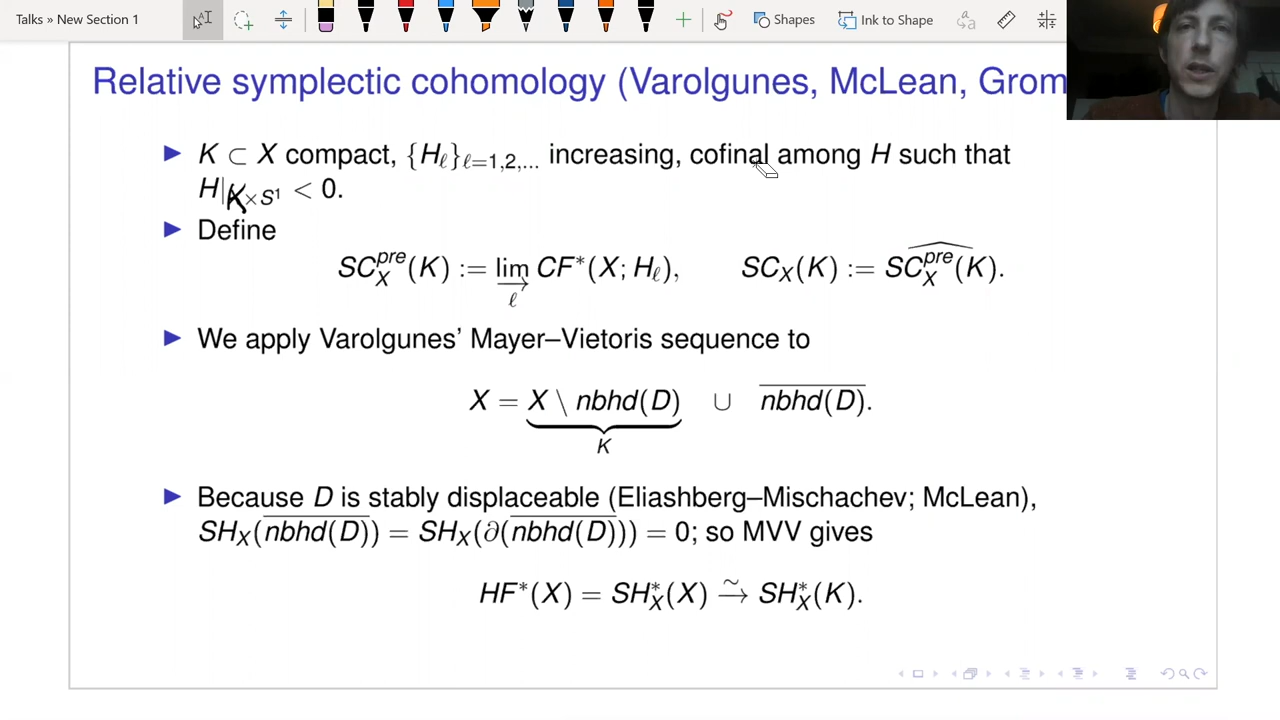 Talks » New Section 1
Shapes
Ink to Shape
Relative symplectic cohomology (Varolgunes, McLean, Grom
▶ K ⊂ X compact, {H_ℓ}_{ℓ=1,2,...} increasing, cofinal among H such that
H|_{K×S¹} < 0.
▶ Define
SC_X^{pre}(K) := lim_{→ℓ} CF*(X; H_ℓ), SC_X(K) := \widehat{SC_X^{pre}(K)}.
▶ We apply Varolgunes' Mayer–Vietoris sequence to
X = X \ nbhd(D) ∪ \overline{nbhd(D)}.
K
▶ Because D is stably displaceable (Eliashberg–Mischachev; McLean),
SH_X(\overline{nbhd(D)}) = SH_X(∂(\overline{nbhd(D)})) = 0; so MVV gives
HF*(X) = SH*_X(X) →̃ SH*_X(K).